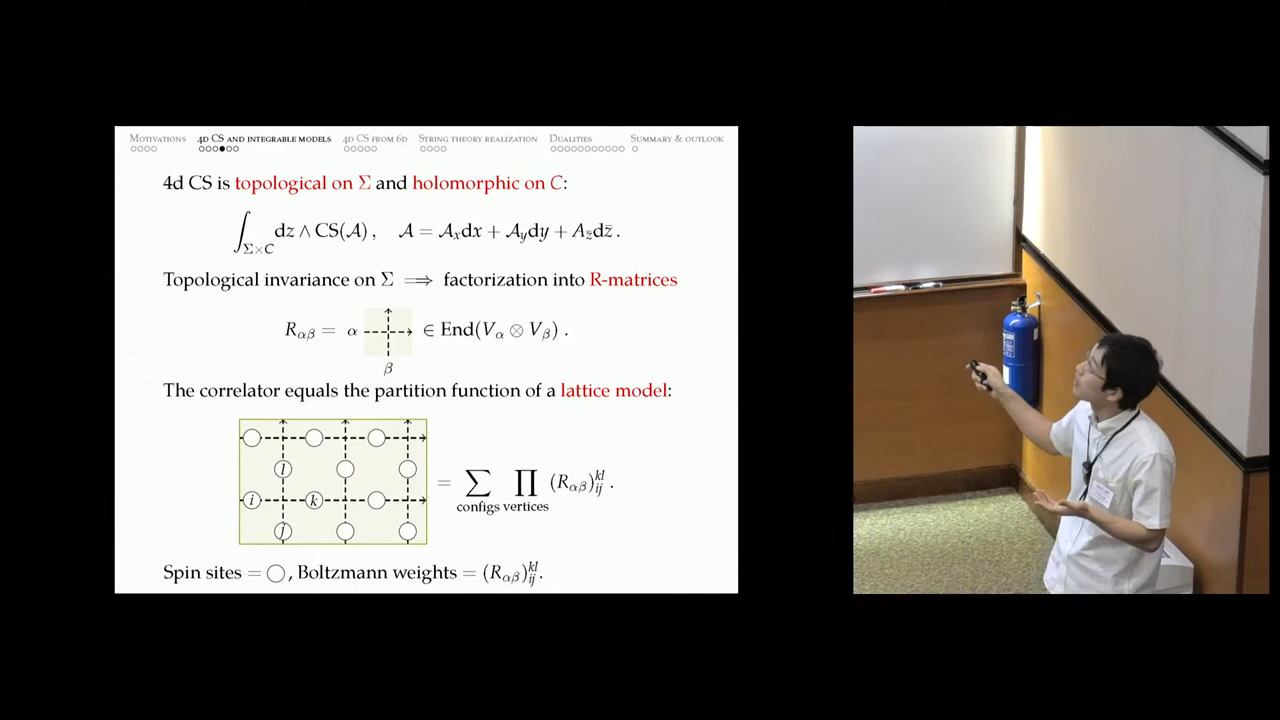 MOTIVATIONS 4D CS AND INTEGRABLE MODELS 4D CS FROM 6D STRING THEORY REALIZATION DUALITIES SUMMARY & OUTLOOK
4d CS is topological on Σ and holomorphic on C:
∫_{Σ×C} dz ∧ CS(𝒜) , 𝒜 = 𝒜_x dx + 𝒜_y dy + A_z̄ dz̄ .
Topological invariance on Σ ⟹ factorization into R-matrices
R_{αβ} = α ∈ End(V_α ⊗ V_β) .
β
The correlator equals the partition function of a lattice model:
l
i k
j
= ∑ ∏ (R_{αβ})_{ij}^{kl} .
configs vertices
Spin sites = ○, Boltzmann weights = (R_{αβ})_{ij}^{kl}.